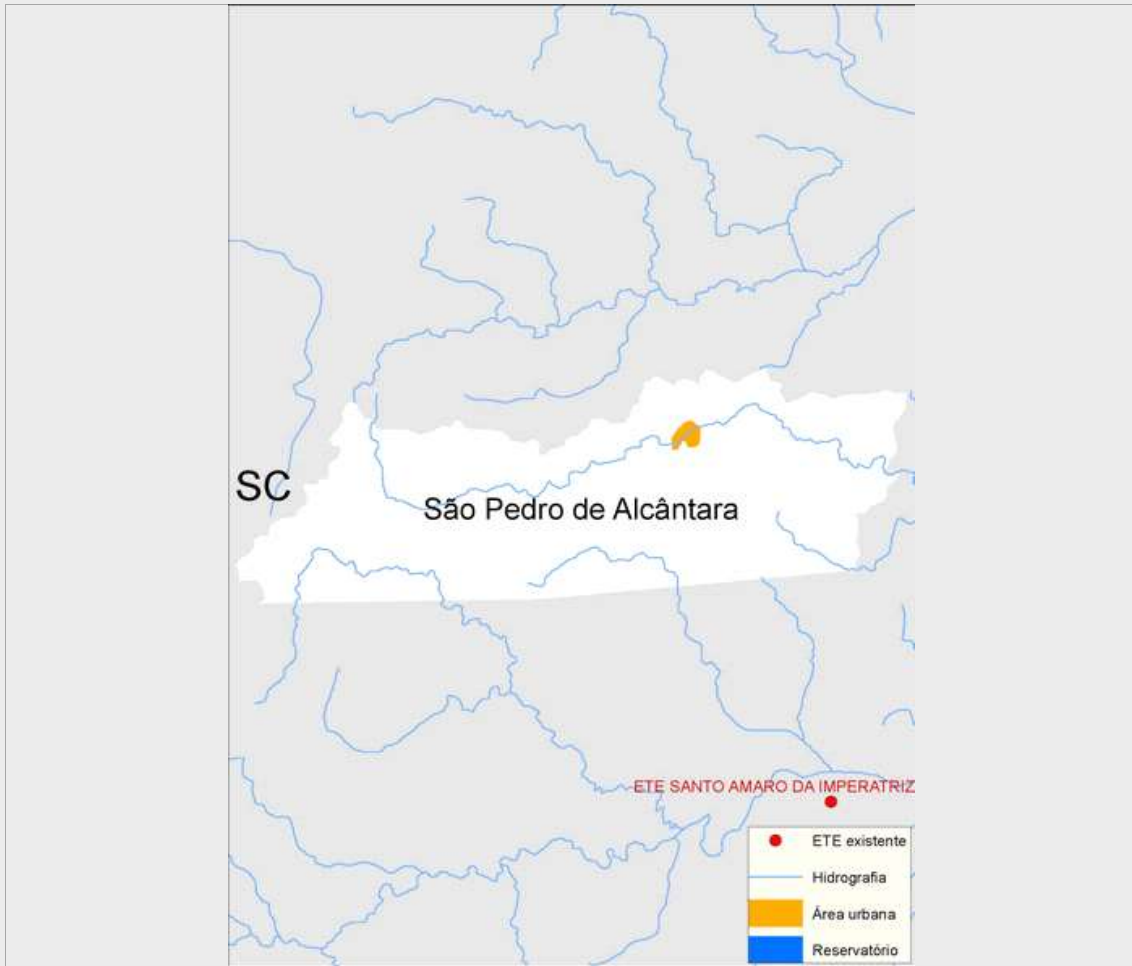 SC
São Pedro de Alcântara
ETE SANTO AMARO DA IMPERATRIZ
ETE existente
Hidrografia
Área urbana
Reservatório